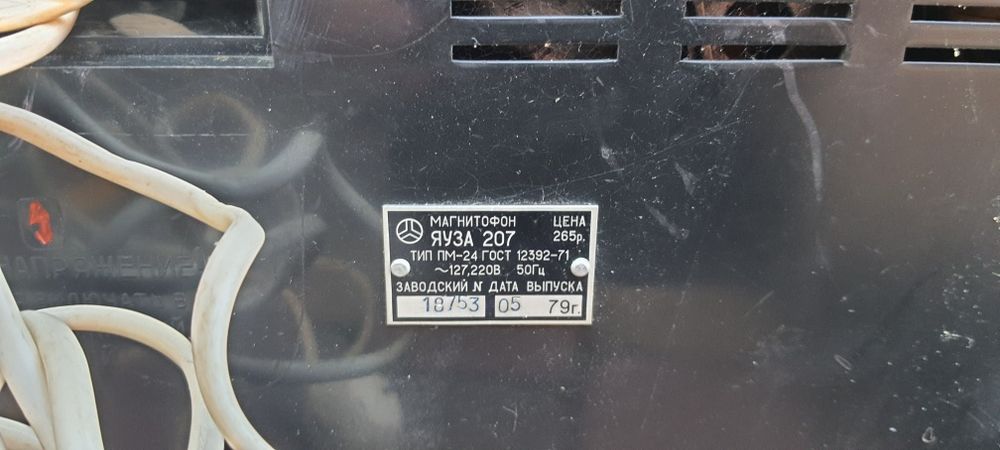 МАГНИТОФОН ЦЕНА
ЯУЗА 207 265р.
ТИП ПМ-24 ГОСТ 12392-71
~127,220В 50Гц
ЗАВОДСКИЙ N ДАТА ВЫПУСКА
18753 05 79г.
НАПРЯЖЕНИЕ